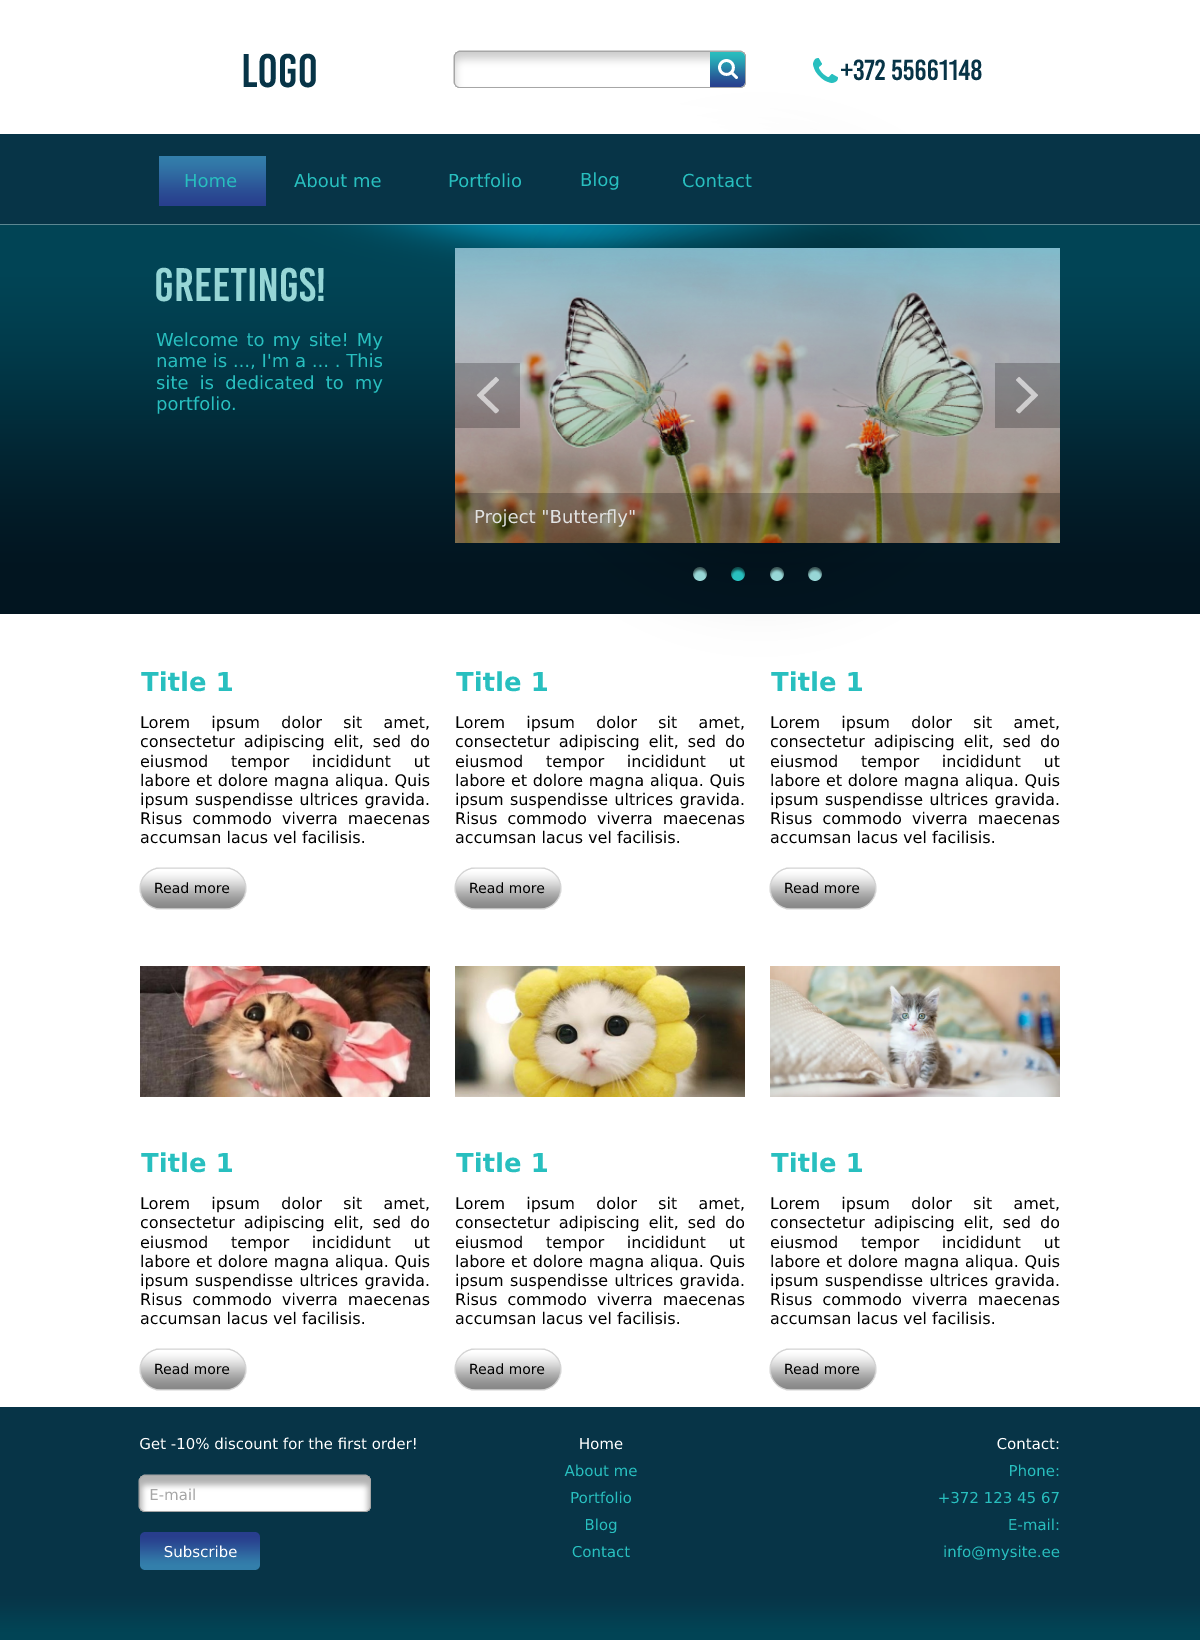 LOGO
+372 55661148
Home
About me
Portfolio
Blog
Contact
GREETINGS!
Welcome to my site! My
name is ..., I'm a ... . This
site is dedicated to my
portfolio.
Project "Butterfly"
Title 1
Lorem ipsum dolor sit amet,
consectetur adipiscing elit, sed do
eiusmod tempor incididunt ut
labore et dolore magna aliqua. Quis
ipsum suspendisse ultrices gravida.
Risus commodo viverra maecenas
accumsan lacus vel facilisis.
Read more
Title 1
Lorem ipsum dolor sit amet,
consectetur adipiscing elit, sed do
eiusmod tempor incididunt ut
labore et dolore magna aliqua. Quis
ipsum suspendisse ultrices gravida.
Risus commodo viverra maecenas
accumsan lacus vel facilisis.
Read more
Title 1
Lorem ipsum dolor sit amet,
consectetur adipiscing elit, sed do
eiusmod tempor incididunt ut
labore et dolore magna aliqua. Quis
ipsum suspendisse ultrices gravida.
Risus commodo viverra maecenas
accumsan lacus vel facilisis.
Read more
Title 1
Lorem ipsum dolor sit amet,
consectetur adipiscing elit, sed do
eiusmod tempor incididunt ut
labore et dolore magna aliqua. Quis
ipsum suspendisse ultrices gravida.
Risus commodo viverra maecenas
accumsan lacus vel facilisis.
Read more
Title 1
Lorem ipsum dolor sit amet,
consectetur adipiscing elit, sed do
eiusmod tempor incididunt ut
labore et dolore magna aliqua. Quis
ipsum suspendisse ultrices gravida.
Risus commodo viverra maecenas
accumsan lacus vel facilisis.
Read more
Title 1
Lorem ipsum dolor sit amet,
consectetur adipiscing elit, sed do
eiusmod tempor incididunt ut
labore et dolore magna aliqua. Quis
ipsum suspendisse ultrices gravida.
Risus commodo viverra maecenas
accumsan lacus vel facilisis.
Read more
Get -10% discount for the first order!
E-mail
Subscribe
Home
About me
Portfolio
Blog
Contact
Contact:
Phone:
+372 123 45 67
E-mail:
info@mysite.ee